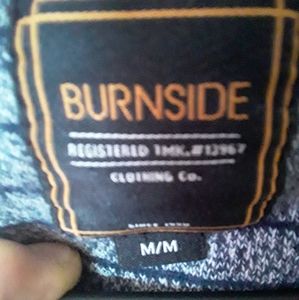 BURNSIDE
REGISTERED TMK.#12967
CLOTHING Co.
M/M